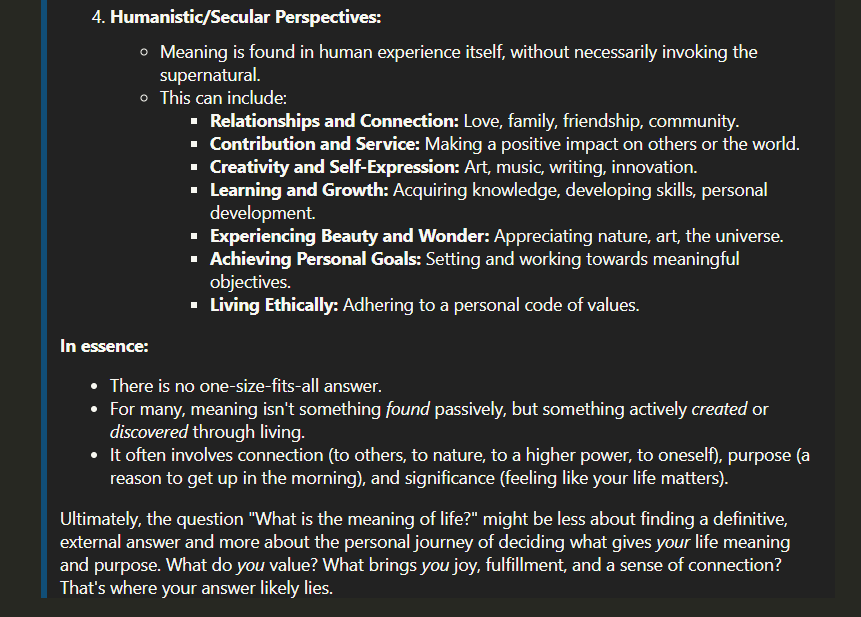 4. Humanistic/Secular Perspectives:
Meaning is found in human experience itself, without necessarily invoking the
supernatural.
This can include:
Relationships and Connection: Love, family, friendship, community.
Contribution and Service: Making a positive impact on others or the world.
Creativity and Self-Expression: Art, music, writing, innovation.
Learning and Growth: Acquiring knowledge, developing skills, personal
development.
Experiencing Beauty and Wonder: Appreciating nature, art, the universe.
Achieving Personal Goals: Setting and working towards meaningful
objectives.
Living Ethically: Adhering to a personal code of values.
In essence:
There is no one-size-fits-all answer.
For many, meaning isn't something found passively, but something actively created or
discovered through living.
It often involves connection (to others, to nature, to a higher power, to oneself), purpose (a
reason to get up in the morning), and significance (feeling like your life matters).
Ultimately, the question "What is the meaning of life?" might be less about finding a definitive,
external answer and more about the personal journey of deciding what gives your life meaning
and purpose. What do you value? What brings you joy, fulfillment, and a sense of connection?
That's where your answer likely lies.